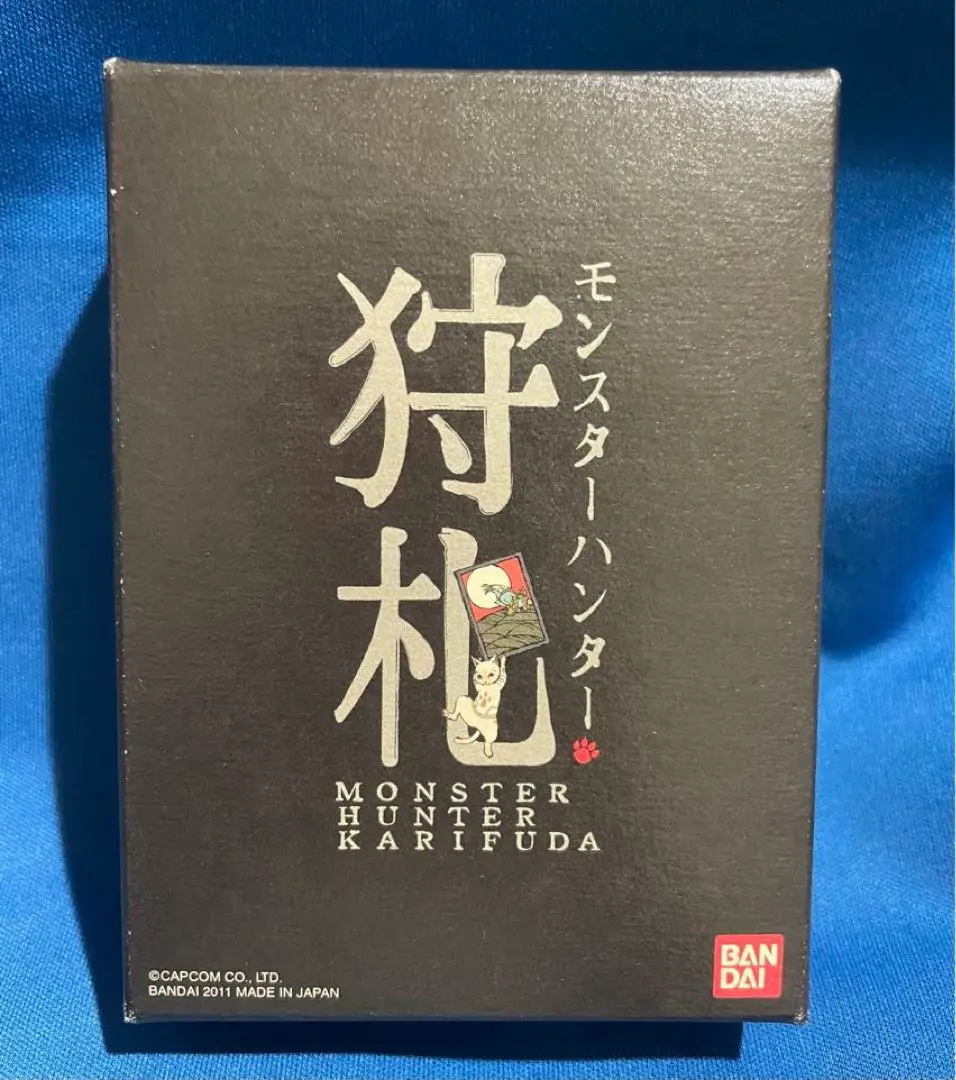 モンスターハンター
狩札
MONSTER
HUNTER
KARIFUDA
©CAPCOM CO., LTD.
BANDAI 2011 MADE IN JAPAN
BAN
DAI